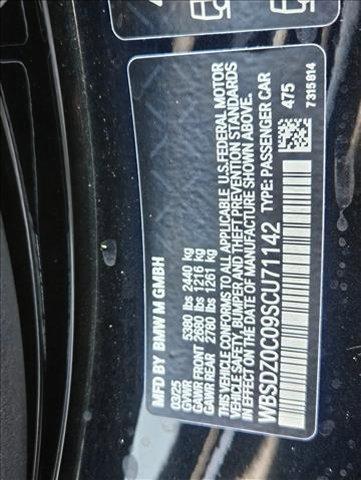 MFD BY BMW M GMBH
03/25
GVWR 5380 lbs 2440 kg
GAWR FRONT 2680 lbs 1216 kg
GAWR REAR 2780 lbs 1261 kg
THIS VEHICLE CONFORMS TO ALL APPLICABLE U.S. FEDERAL MOTOR
VEHICLE SAFETY, BUMPER, AND THEFT PREVENTION STANDARDS
IN EFFECT ON THE DATE OF MANUFACTURE SHOWN ABOVE.
WBSDZ0C09SCU71142 TYPE: PASSENGER CAR
475
7315814